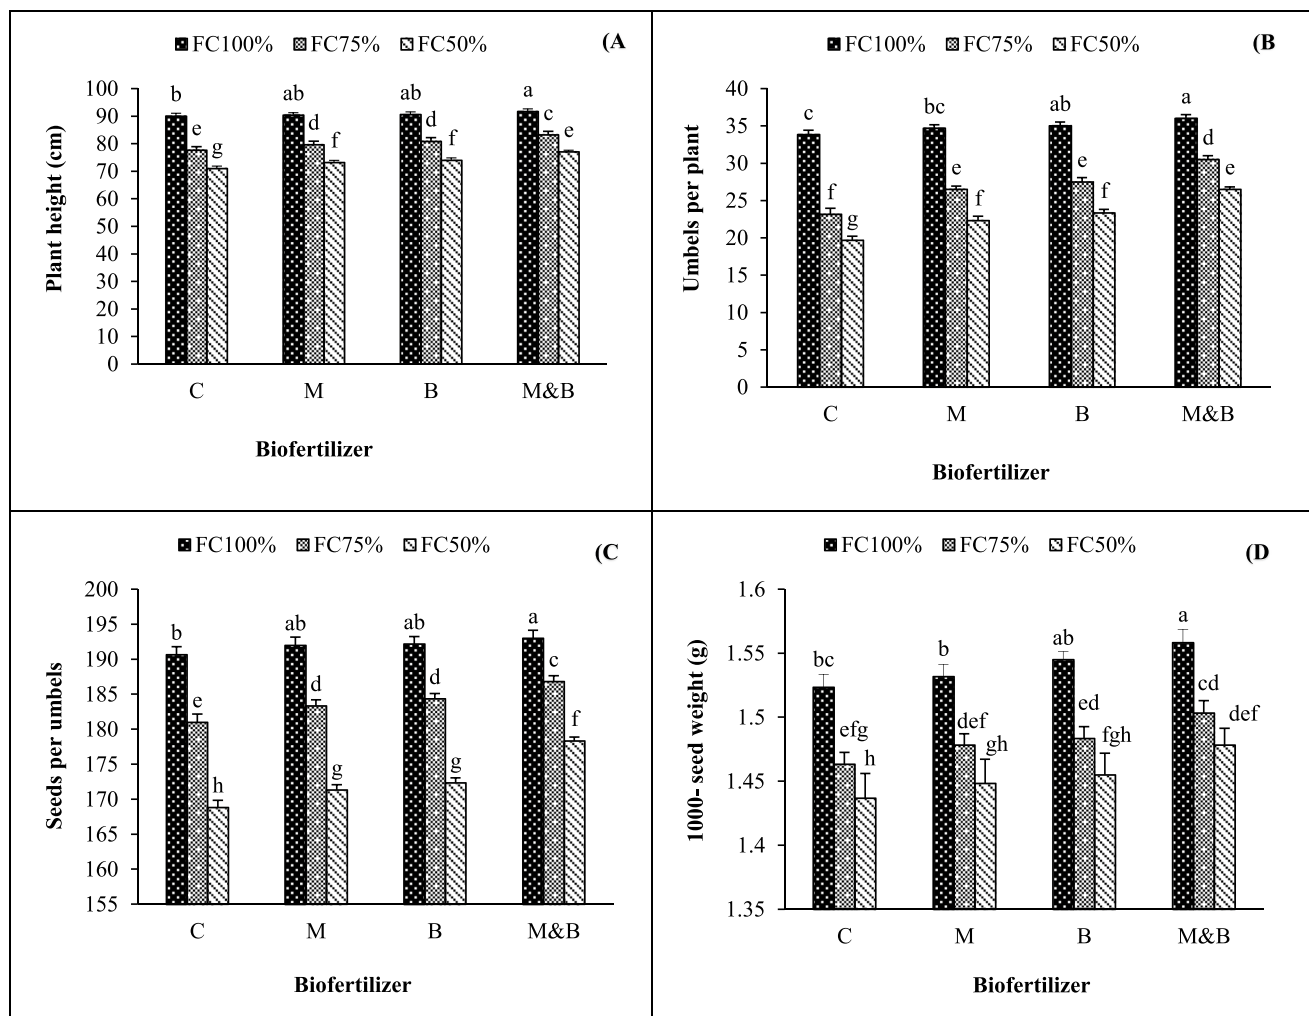 FC100% FC75% FC50% (A
100
90
80
70
60
50
40
30
20
10
0
Plant height (cm)
b e g ab d f ab d f a c e
C M B M&B
Biofertilizer
FC100% FC75% FC50% (B
40
35
30
25
20
15
10
5
0
Umbels per plant
c f g bc e f ab e f a d e
C M B M&B
Biofertilizer
FC100% FC75% FC50% (C
200
195
190
185
180
175
170
165
160
155
Seeds per umbels
b e h ab d g ab d g a c f
C M B M&B
Biofertilizer
FC100% FC75% FC50% (D
1.6
1.55
1.5
1.45
1.4
1.35
1000- seed weight (g)
bc efg h b def gh ab ed fgh a cd def
C M B M&B
Biofertilizer